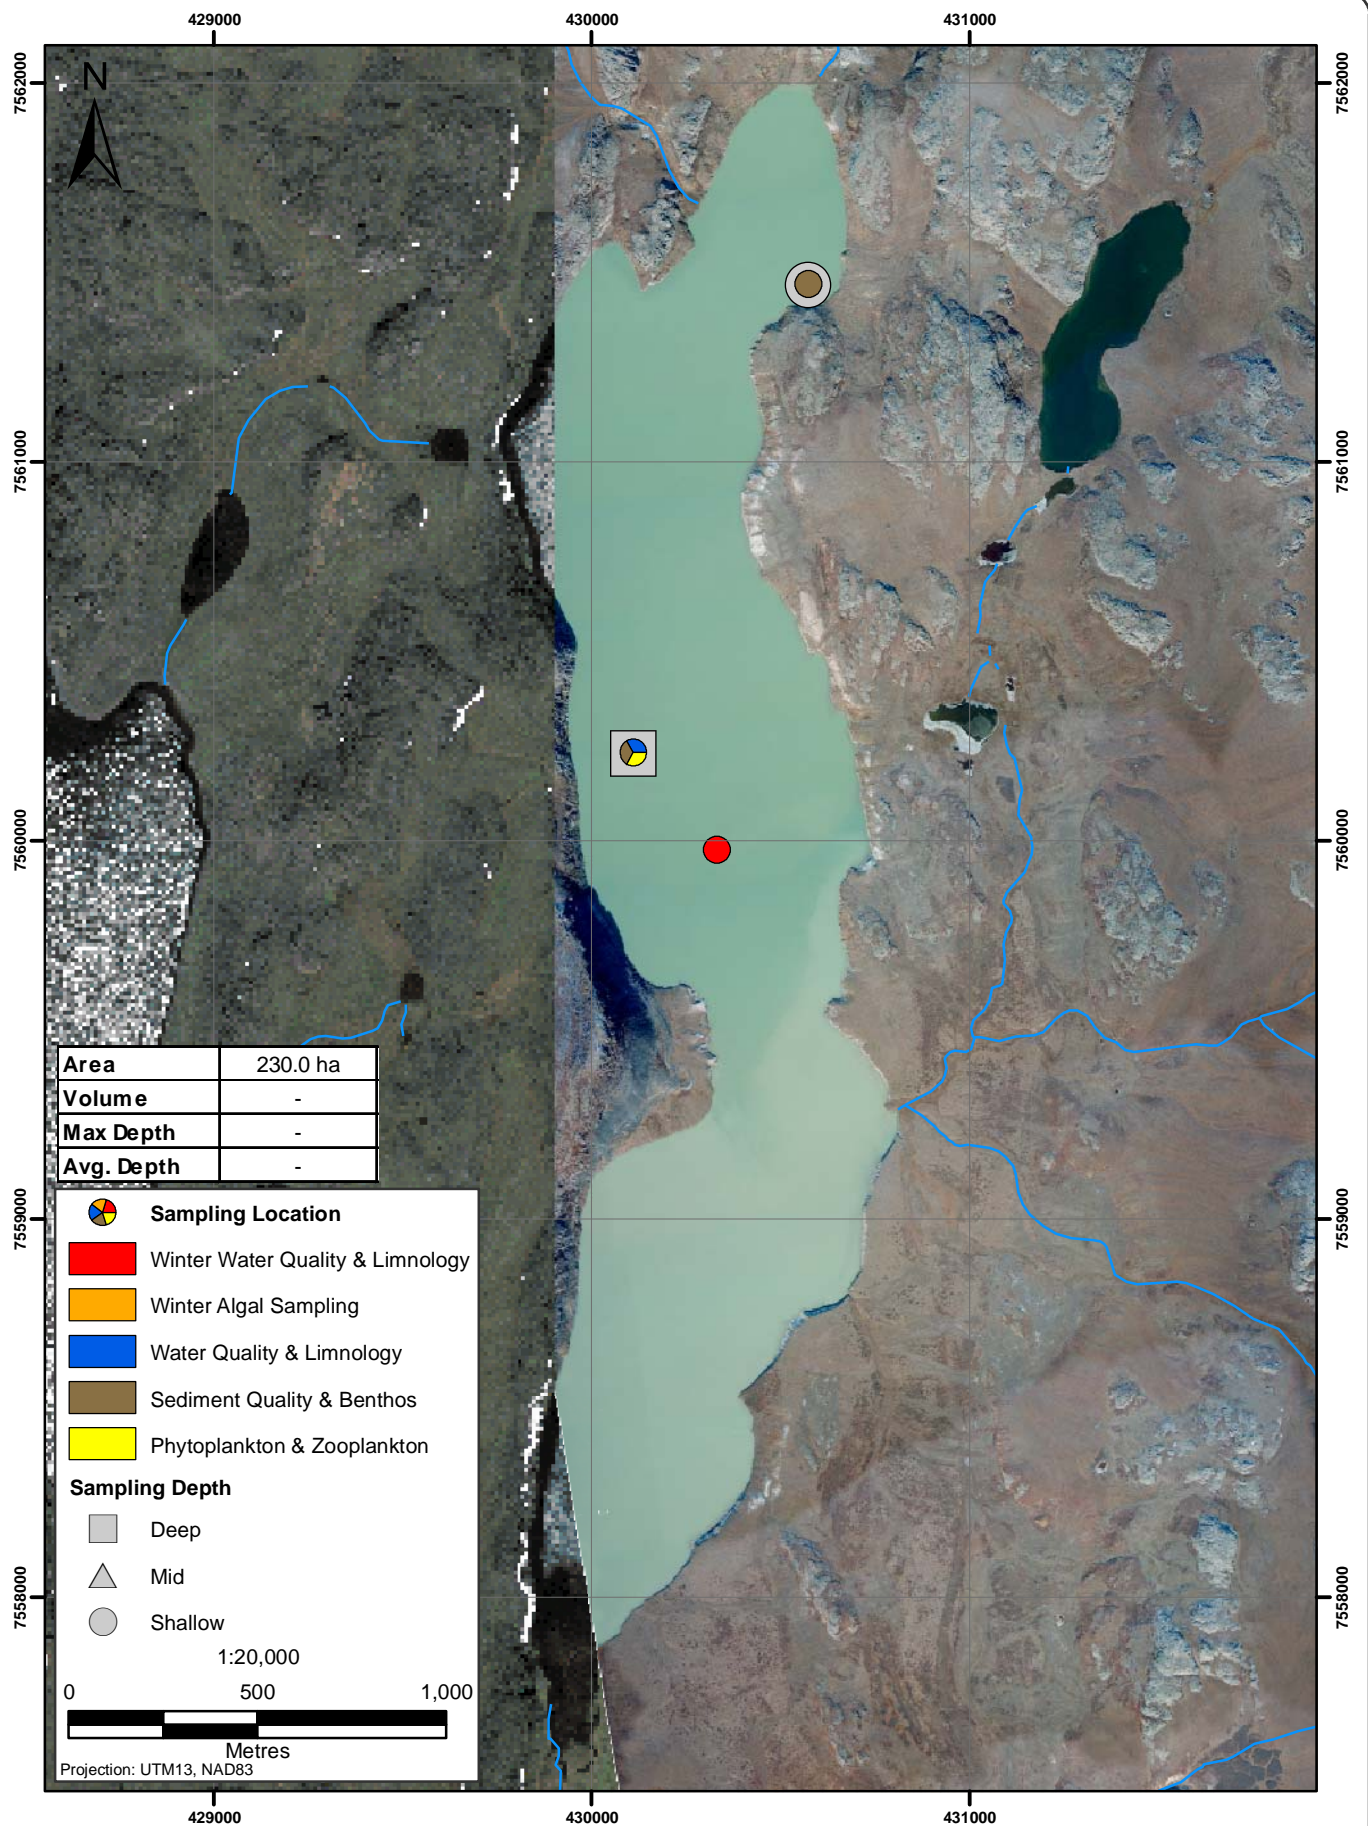 429000 430000 431000
7562000 7562000
N
7561000 7561000
7560000 7560000
Area 230.0 ha
Volume -
Max Depth -
Avg. Depth -
7559000 7559000
Sampling Location
Winter Water Quality & Limnology
Winter Algal Sampling
Water Quality & Limnology
Sediment Quality & Benthos
Phytoplankton & Zooplankton
Sampling Depth
Deep
Mid
7558000 7558000
Shallow
1:20,000
0 500 1,000
Metres
Projection: UTM13, NAD83
429000 430000 431000